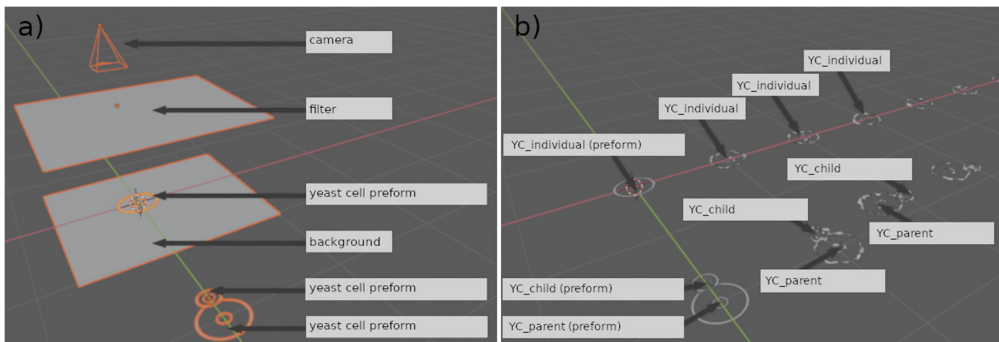 a)
camera
filter
yeast cell preform
background
yeast cell preform
yeast cell preform
b)
YC_individual
YC_individual
YC_individual
YC_individual (preform)
YC_child
YC_child
YC_parent
YC_parent
YC_child (preform)
YC_parent (preform)